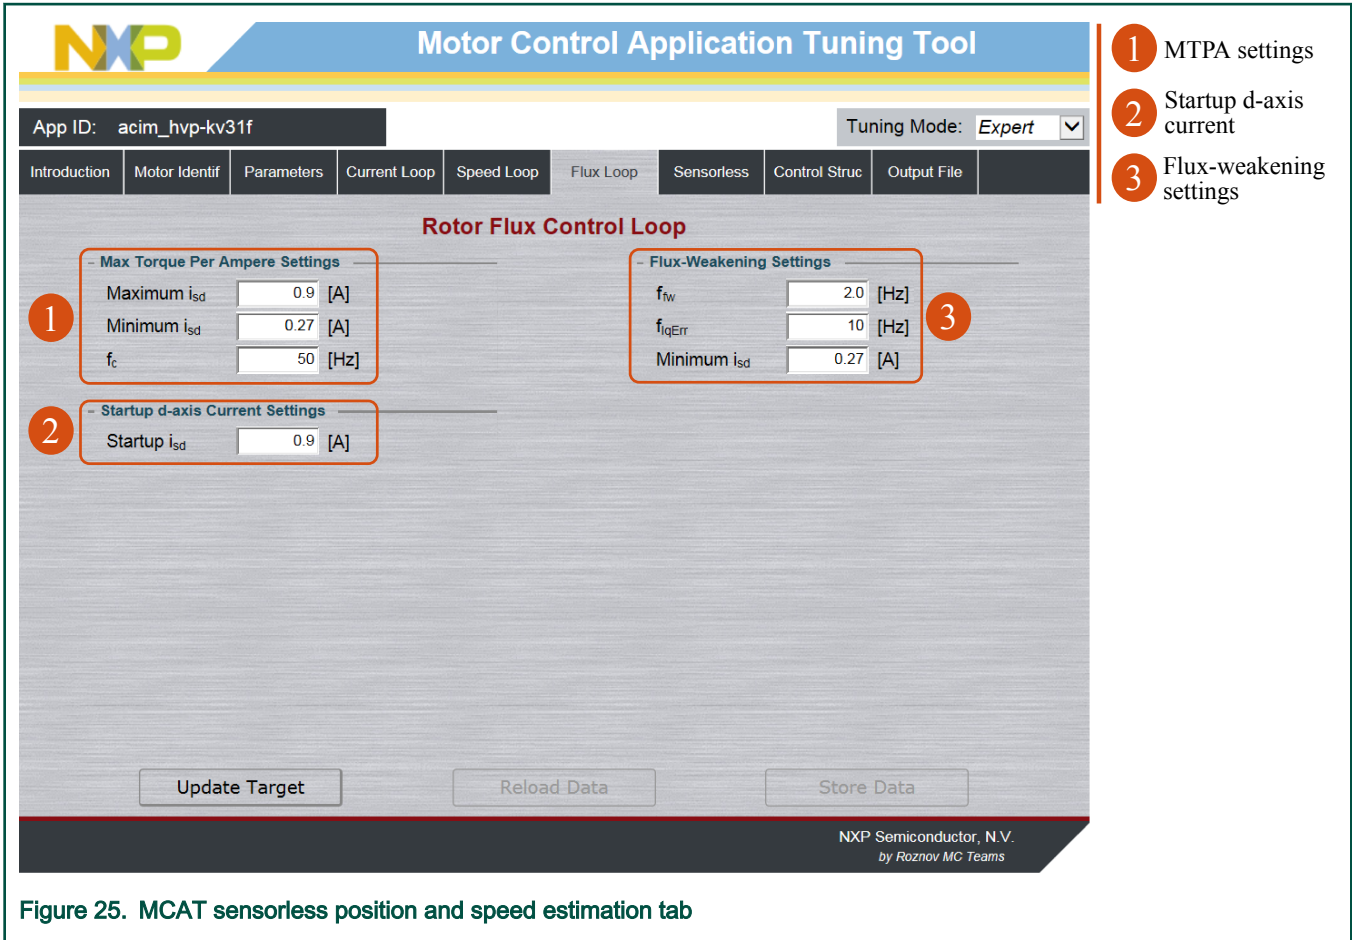 NXP
Motor Control Application Tuning Tool
App ID: acim_hvp-kv31f
Tuning Mode: Expert
Introduction Motor Identif Parameters Current Loop Speed Loop Flux Loop Sensorless Control Struc Output File
Rotor Flux Control Loop
Max Torque Per Ampere Settings
Maximum isd 0.9 [A]
Minimum isd 0.27 [A]
fc 50 [Hz]
1
Startup d-axis Current Settings
Startup isd 0.9 [A]
2
Flux-Weakening Settings
ffw 2.0 [Hz]
fIqErr 10 [Hz]
Minimum isd 0.27 [A]
3
Update Target Reload Data Store Data
NXP Semiconductor, N.V.
by Roznov MC Teams
1 MTPA settings
2 Startup d-axis
current
3 Flux-weakening
settings
Figure 25. MCAT sensorless position and speed estimation tab